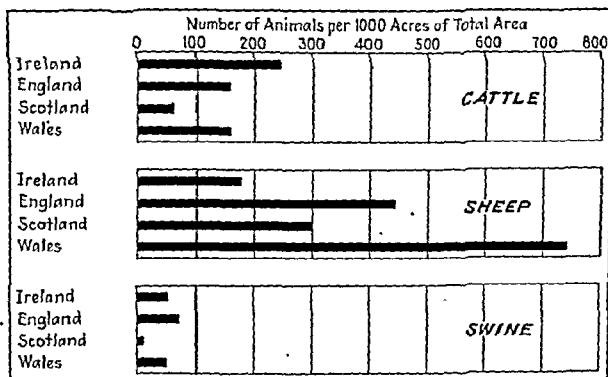 Number of Animals per 1000 Acres of Total Area
0 100 200 300 400 500 600 700 800
Ireland
England
Scotland
Wales
CATTLE
Ireland
England
Scotland
Wales
SHEEP
Ireland
England
Scotland
Wales
SWINE